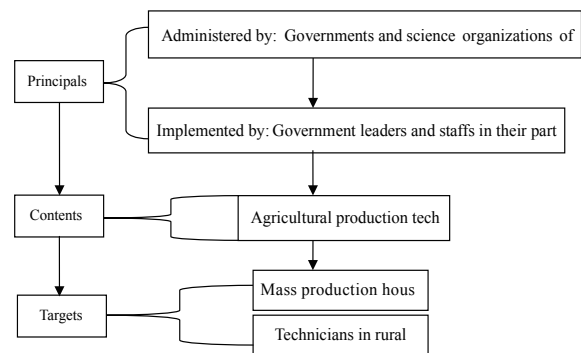 Administered by: Governments and science organizations of
Principals
Implemented by: Government leaders and staffs in their part
Contents
Agricultural production tech
Mass production hous
Targets
Technicians in rural